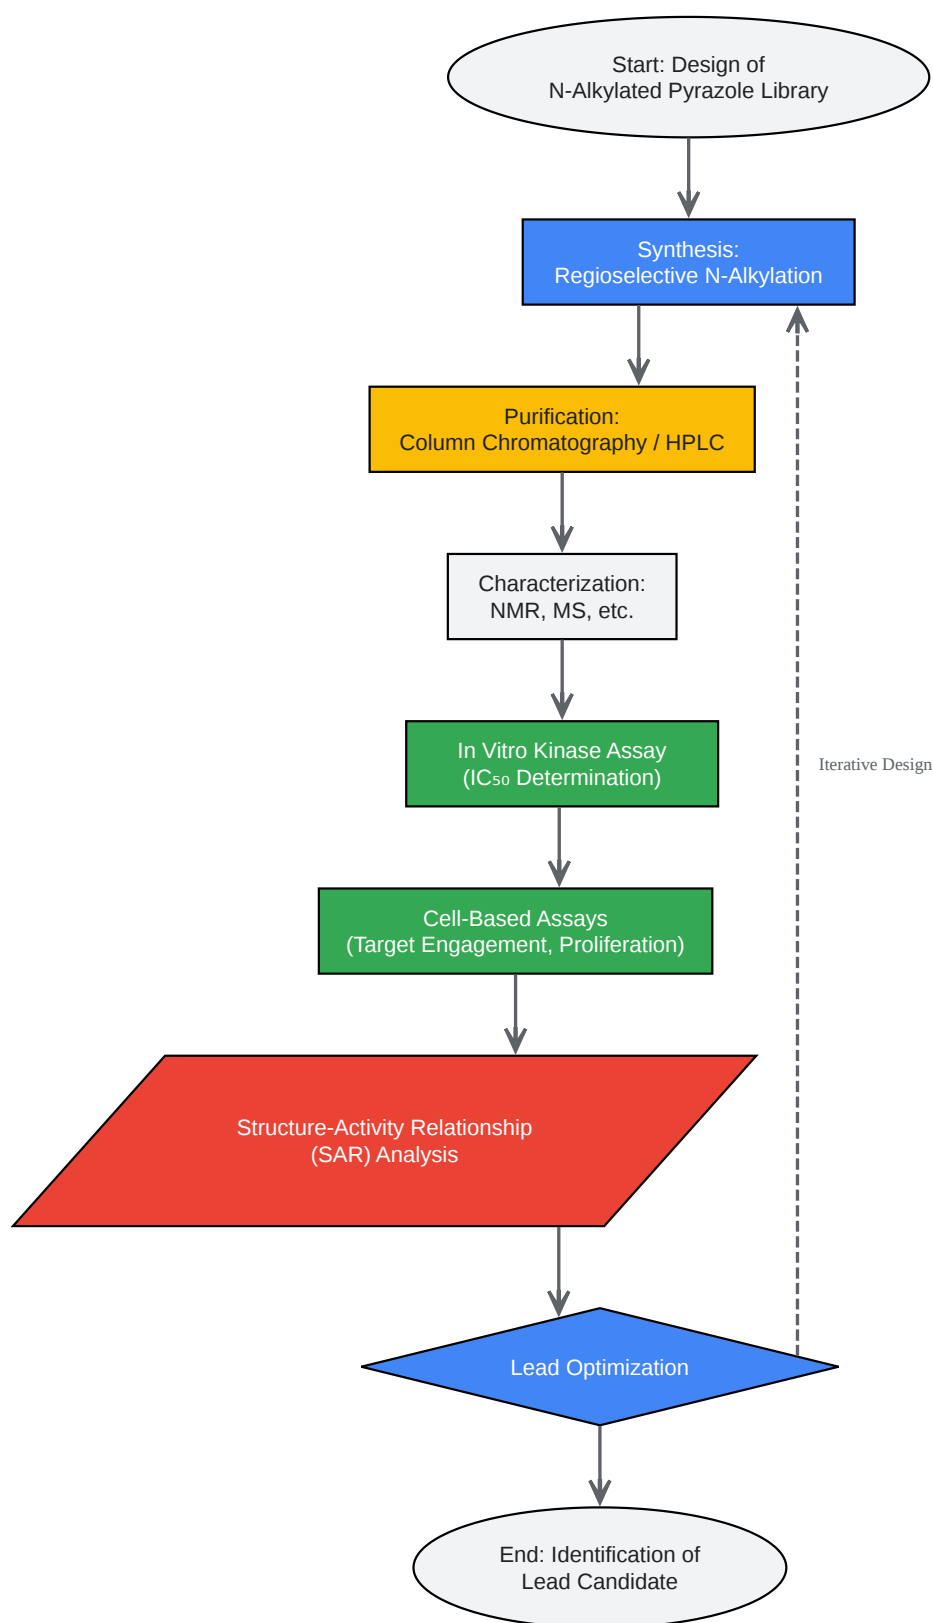 Start: Design of
N-Alkylated Pyrazole Library
Synthesis:
Regioselective N-Alkylation
Purification:
Column Chromatography / HPLC
Characterization:
NMR, MS, etc.
In Vitro Kinase Assay
(IC₅₀ Determination)
Iterative Design
Cell-Based Assays
(Target Engagement, Proliferation)
Structure-Activity Relationship
(SAR) Analysis
Lead Optimization
End: Identification of
Lead Candidate